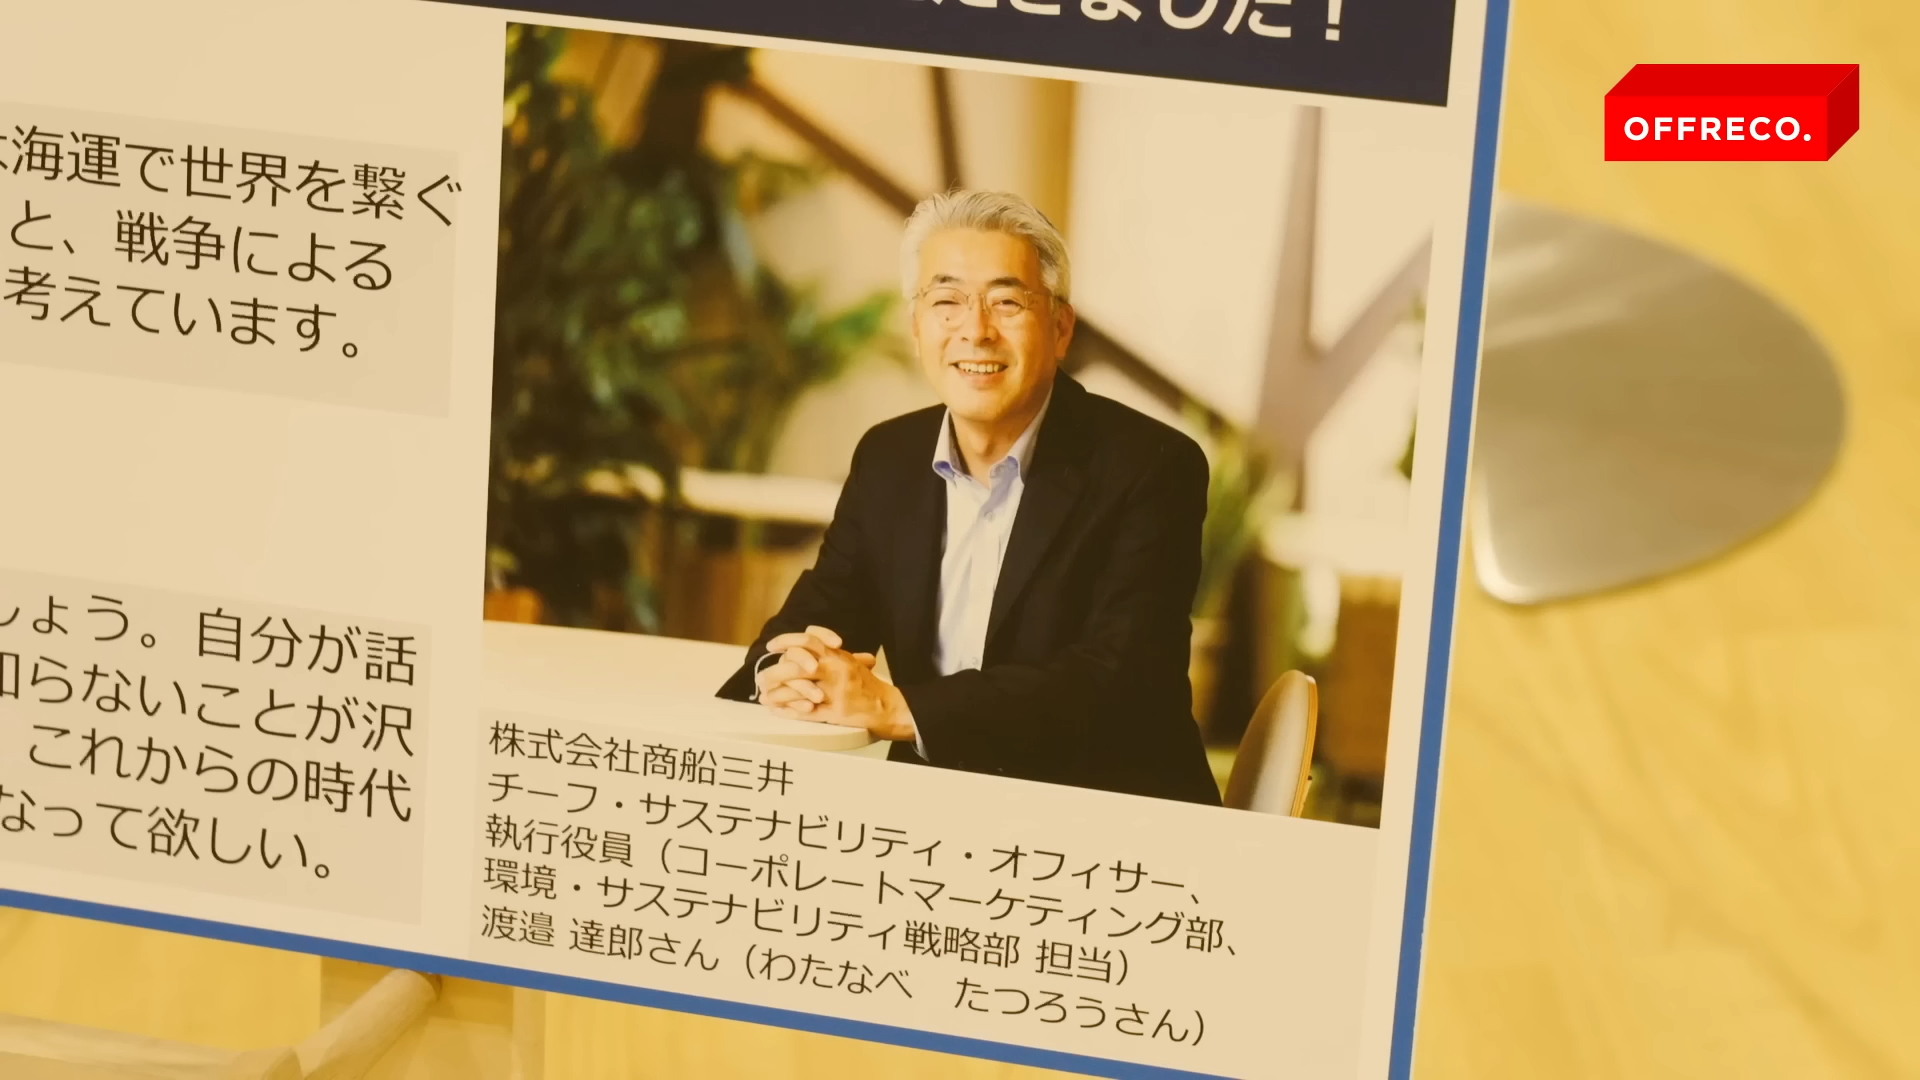 ました！
OFFRECO.
海運で世界を繋ぐ
と、戦争による
考えています。
しょう。自分が話
知らないことが沢
これからの時代
なって欲しい。
株式会社商船三井
チーフ・サステナビリティ・オフィサー、
執行役員（コーポレートマーケティング部、
環境・サステナビリティ戦略部 担当）
渡邉 達郎さん（わたなべ　たつろうさん）